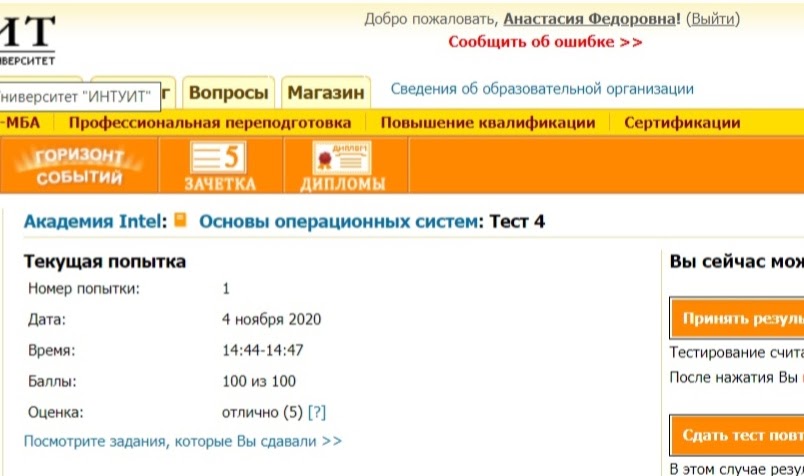 ИТ
Добро пожаловать, Анастасия Федоровна! (Выйти)
Сообщить об ошибке >>
Вопросы
Магазин
Сведения об образовательной организации
"ИНТУИТ"
-МБА
Профессиональная переподготовка
Повышение квалификации
Сертификации
ГОРИЗОНТ
СОБЫТИЙ
5
ЗАЧЕТКА
ДИПЛОМ
ДИПЛОМЫ
Академия Intel: Основы операционных систем: Тест 4
Текущая попытка
Номер попытки: 1
Дата: 4 ноября 2020
Время: 14:44-14:47
Баллы: 100 из 100
Оценка: отлично (5) [?]
Посмотрите задания, которые Вы сдавали >>
Вы сейчас мож
Принять резуль
Тестирование счита
После нажатия Вы
Сдать тест повт
В этом случае резу